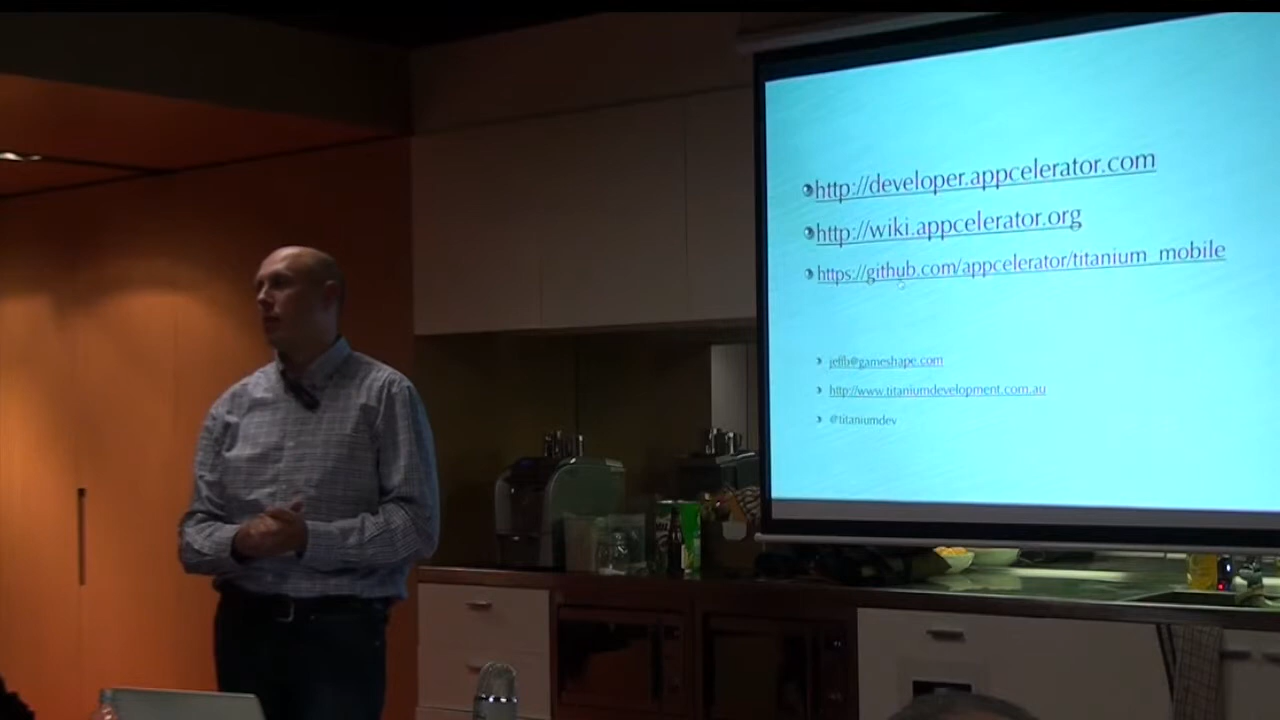 http://developer.appcelerator.com
http://wiki.appcelerator.org
https://github.com/appcelerator/titanium_mobile
jeffb@gameshape.com
http://www.titaniumdevelopment.com.au
@titaniumdev